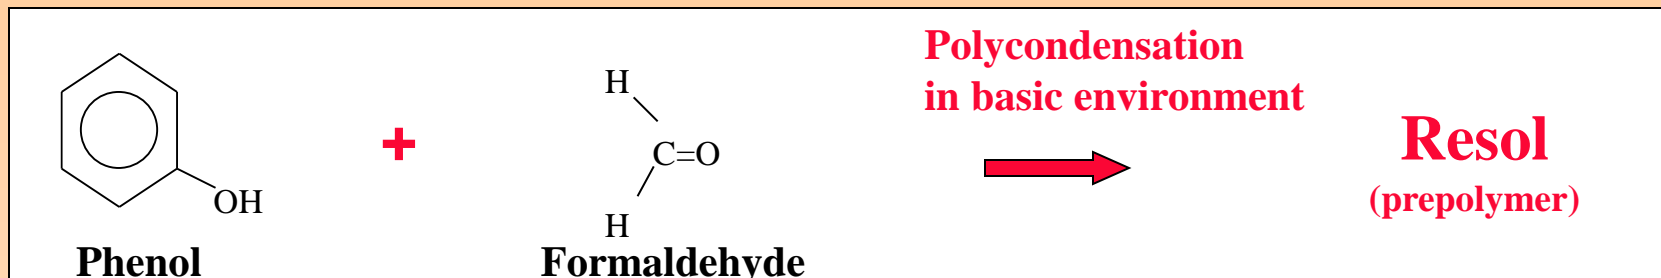 Polycondensation
in basic environment
H
+
C=O
Resol
(prepolymer)
OH
H
Phenol
Formaldehyde